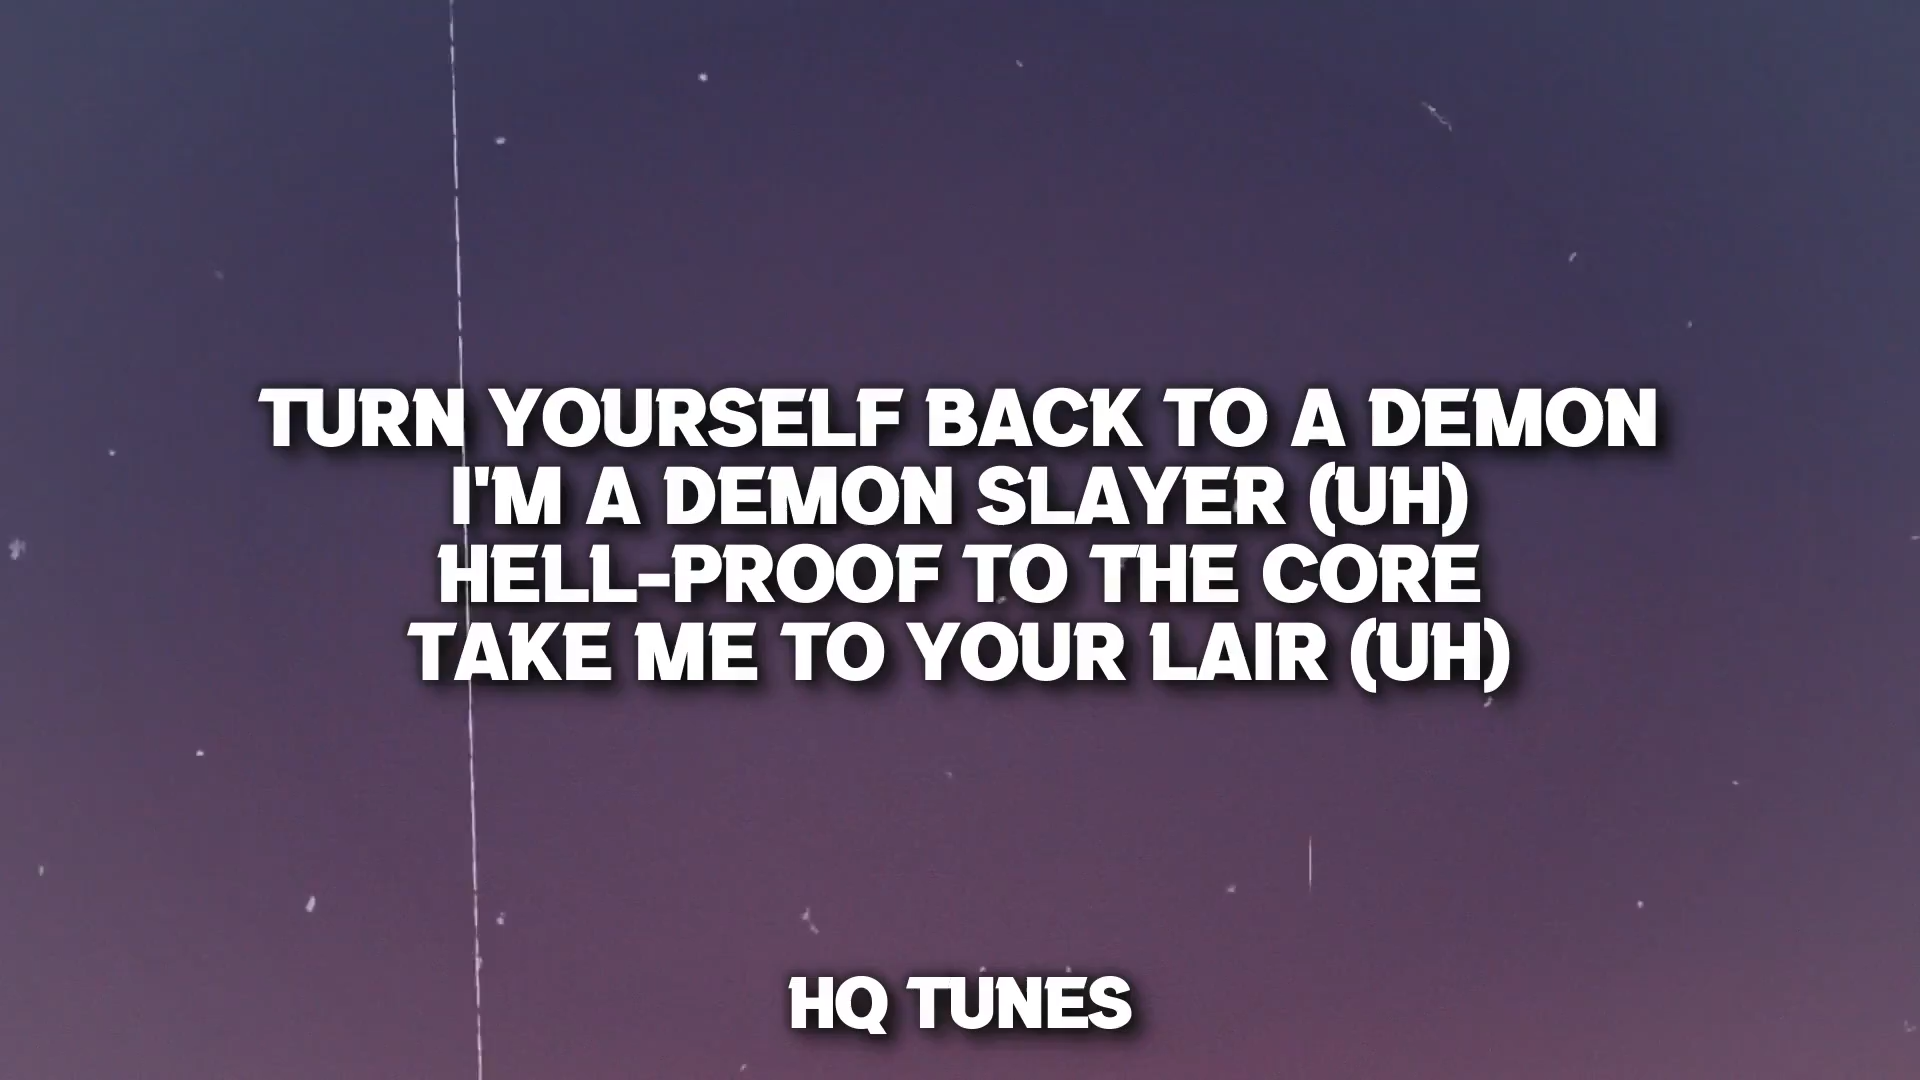 TURN YOURSELF BACK TO A DEMON
I'M A DEMON SLAYER (UH)
HELL-PROOF TO THE CORE
TAKE ME TO YOUR LAIR (UH)
HQ TUNES